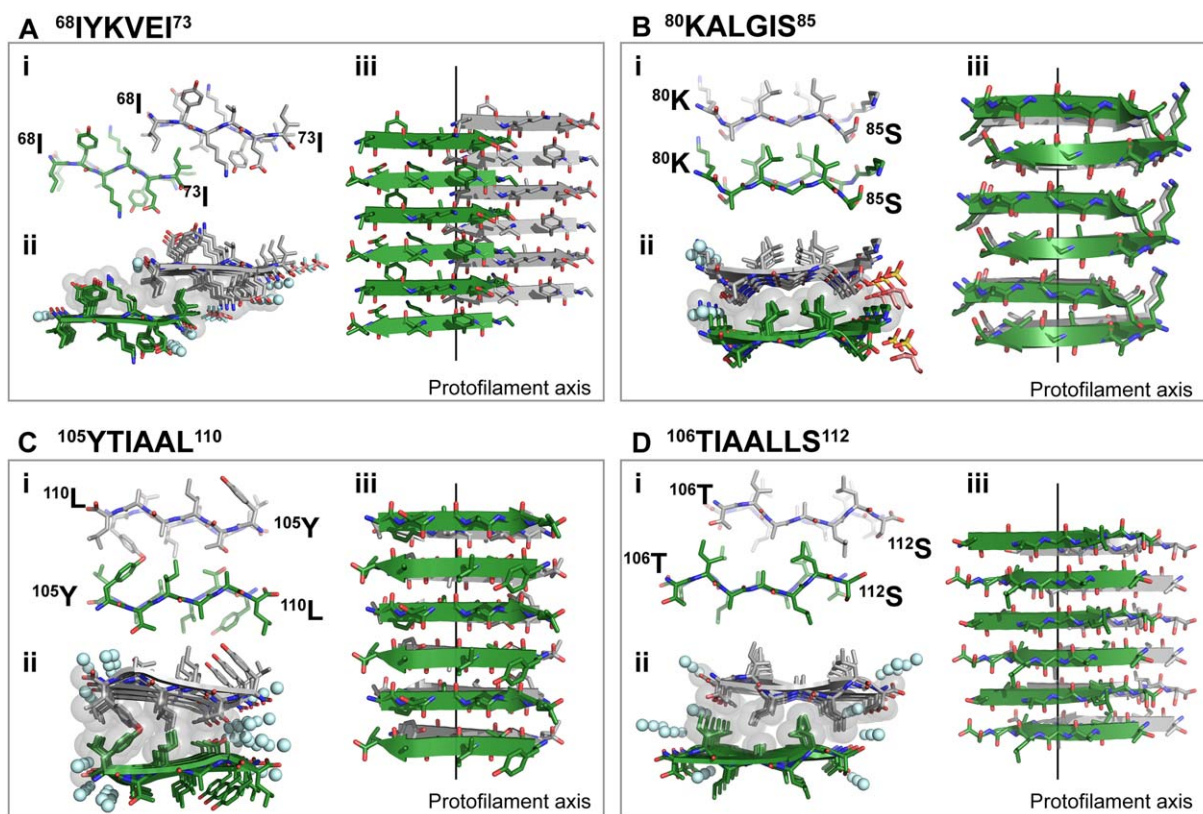 A ⁶⁸IYKVEI⁷³
i
iii
⁶⁸I
⁶⁸I
⁷³I
⁷³I
ii
Protofilament axis
B ⁸⁰KALGIS⁸⁵
i
iii
⁸⁰K
⁸⁵S
⁸⁰K
⁸⁵S
ii
Protofilament axis
C ¹⁰⁵YTIAAL¹¹⁰
i
iii
¹¹⁰L
¹⁰⁵Y
¹⁰⁵Y
¹¹⁰L
ii
Protofilament axis
D ¹⁰⁶TIAALLS¹¹²
i
iii
¹⁰⁶T
¹¹²S
¹⁰⁶T
¹¹²S
ii
Protofilament axis